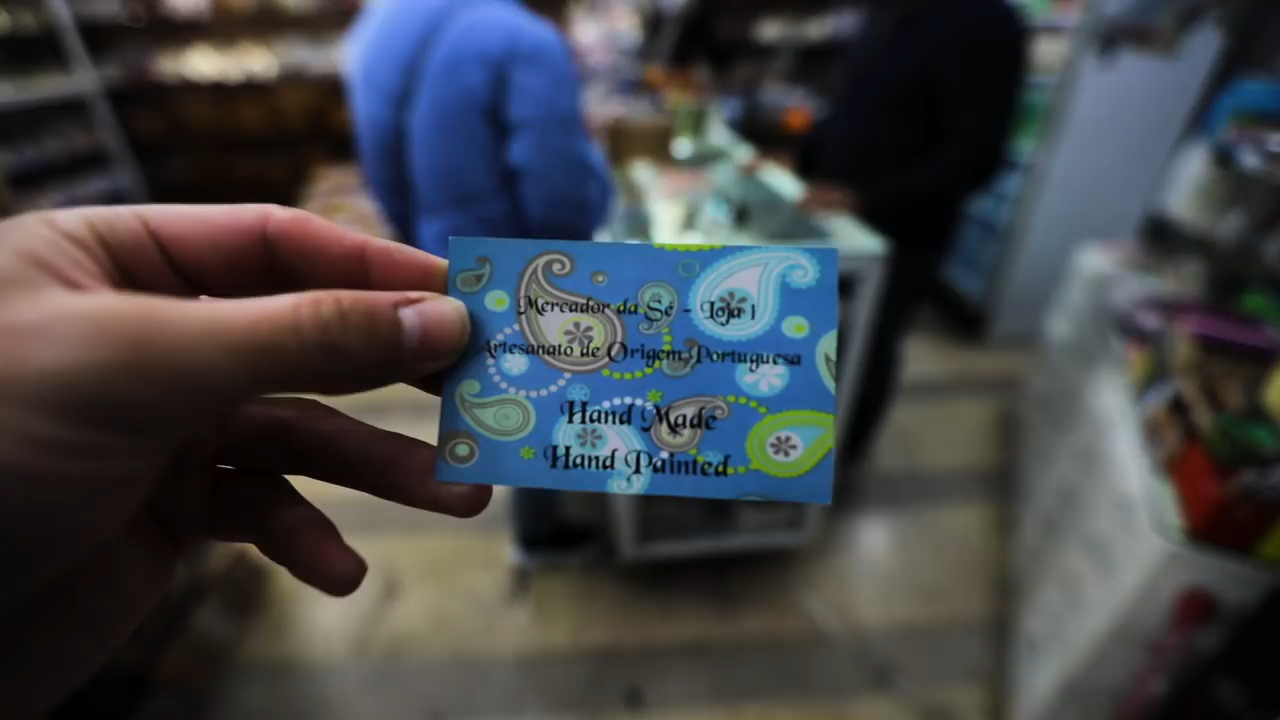 Mercador da Sé - Loja 1
Artesanato de Origem Portuguesa
Hand Made
Hand Painted